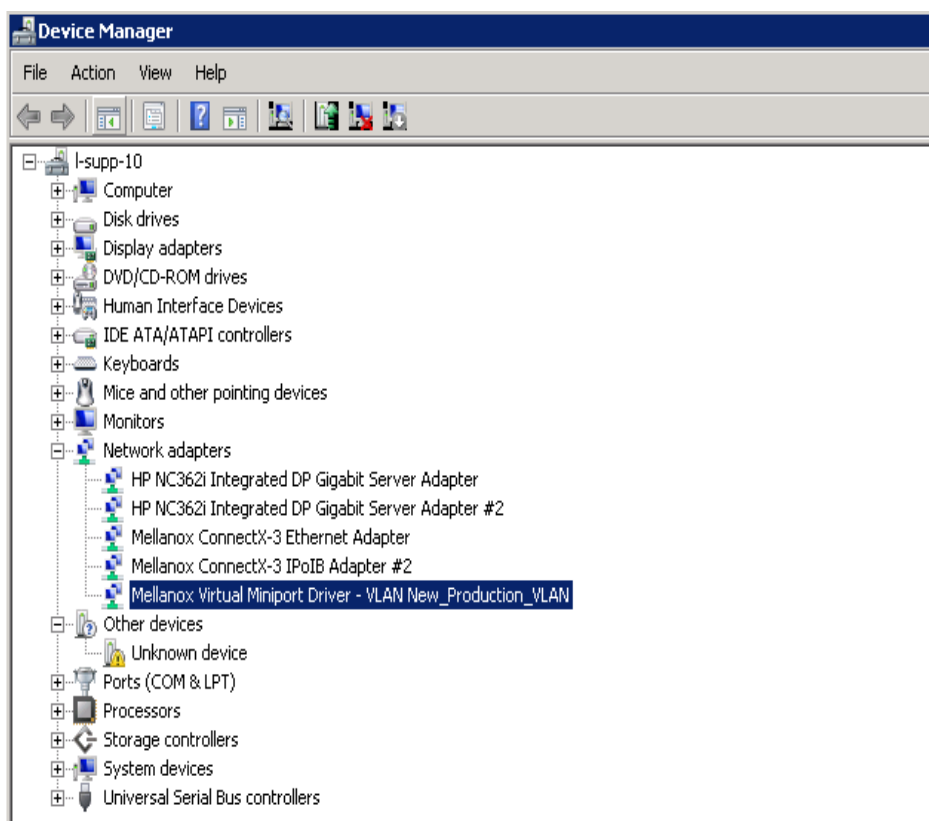 Device Manager
File Action View Help
l-supp-10
Computer
Disk drives
Display adapters
DVD/CD-ROM drives
Human Interface Devices
IDE ATA/ATAPI controllers
Keyboards
Mice and other pointing devices
Monitors
Network adapters
HP NC362i Integrated DP Gigabit Server Adapter
HP NC362i Integrated DP Gigabit Server Adapter #2
Mellanox ConnectX-3 Ethernet Adapter
Mellanox ConnectX-3 IPoIB Adapter #2
Mellanox Virtual Miniport Driver - VLAN New_Production_VLAN
Other devices
Unknown device
Ports (COM & LPT)
Processors
Storage controllers
System devices
Universal Serial Bus controllers